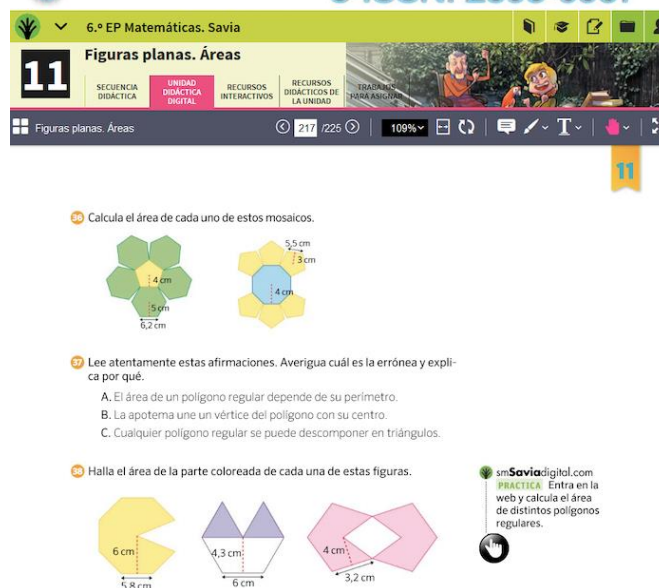 6.º EP Matemáticas. Savia
11
Figuras planas. Áreas
SECUENCIA DIDÁCTICA
UNIDAD DIDÁCTICA DIGITAL
RECURSOS INTERACTIVOS
RECURSOS DIDÁCTICOS DE LA UNIDAD
TRABAJOS PARA ASIGNAR
Figuras planas. Áreas
217 /225
109%
T
11
36 Calcula el área de cada uno de estos mosaicos.
4 cm
5 cm
6,2 cm
5,5 cm
3 cm
4 cm
37 Lee atentamente estas afirmaciones. Averigua cuál es la errónea y expli-
ca por qué.
A. El área de un polígono regular depende de su perímetro.
B. La apotema une un vértice del polígono con su centro.
C. Cualquier polígono regular se puede descomponer en triángulos.
38 Halla el área de la parte coloreada de cada una de estas figuras.
6 cm
5,8 cm
4,3 cm
6 cm
4 cm
3,2 cm
smSaviadigital.com
PRACTICA Entra en la
web y calcula el área
de distintos polígonos
regulares.